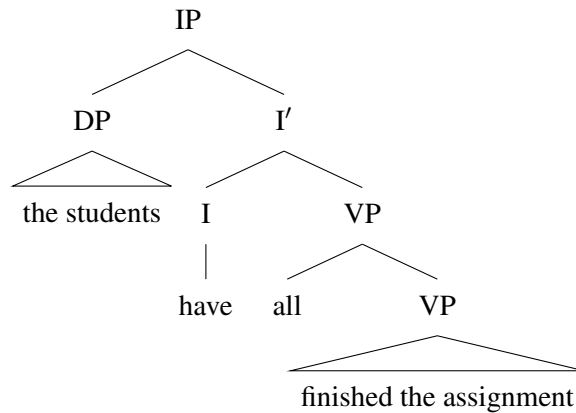 IP
DP I′
the students I VP
have all VP
finished the assignment